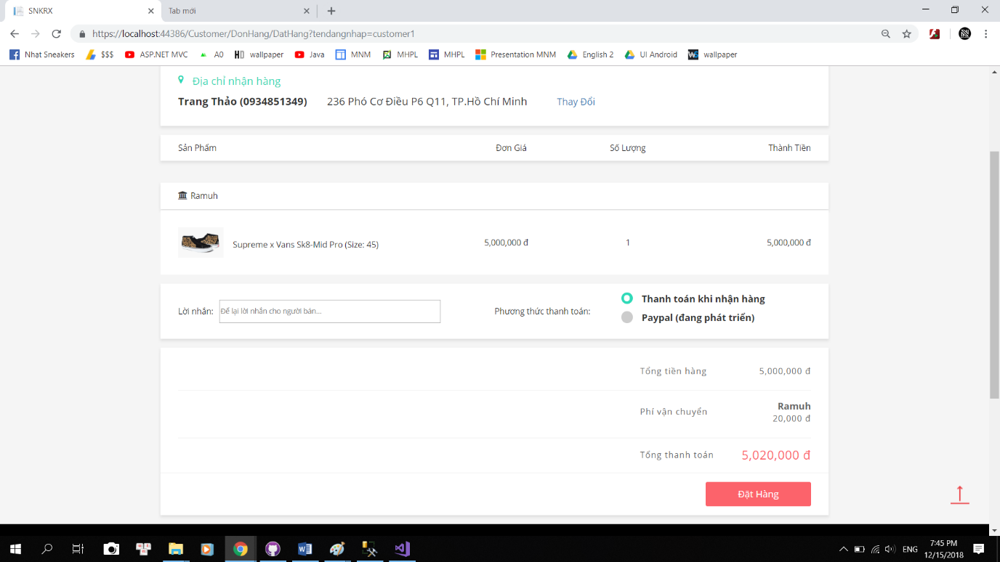 SNKRX
Tab mới
https://localhost:44386/Customer/DonHang/DatHang?tendangnhap=customer1
Nhat Sneakers $$$ ASP.NET MVC A0 wallpaper Java MNM MHPL MHPL Presentation MNM English 2 UI Android wallpaper
Địa chỉ nhận hàng
Trang Thảo (0934851349) 236 Phó Cơ Điều P6 Q11, TP.Hồ Chí Minh Thay Đổi
Sản Phẩm Đơn Giá Số Lượng Thành Tiền
Ramuh
Supreme x Vans Sk8-Mid Pro (Size: 45) 5,000,000 đ 1 5,000,000 đ
Lời nhắn: Để lại lời nhắn cho người bán... Phương thức thanh toán:
Thanh toán khi nhận hàng
Paypal (đang phát triển)
Tổng tiền hàng 5,000,000 đ
Phí vận chuyển Ramuh
20,000 đ
Tổng thanh toán 5,020,000 đ
Đặt Hàng
ENG
7:45 PM
12/15/2018